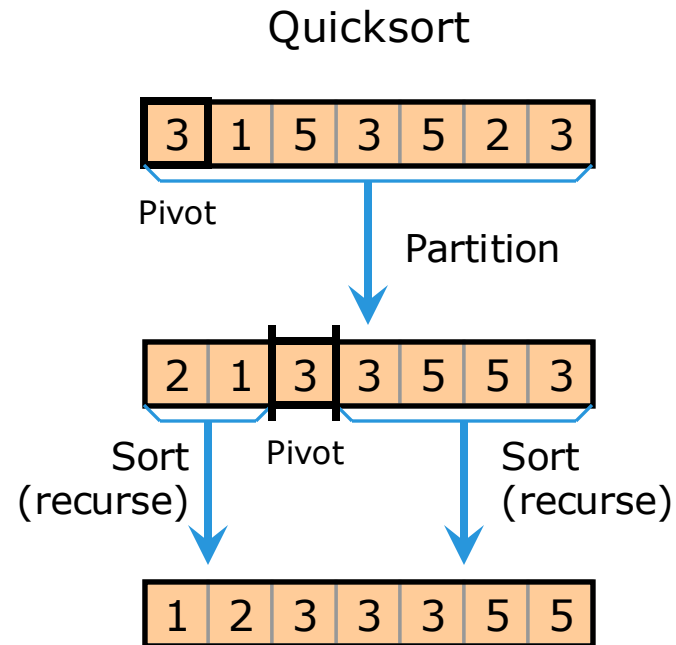 Quicksort
3 1 5 3 5 2 3
Pivot
Partition
2 1 3 3 5 5 3
Sort
(recurse)
Pivot
Sort
(recurse)
1 2 3 3 3 5 5